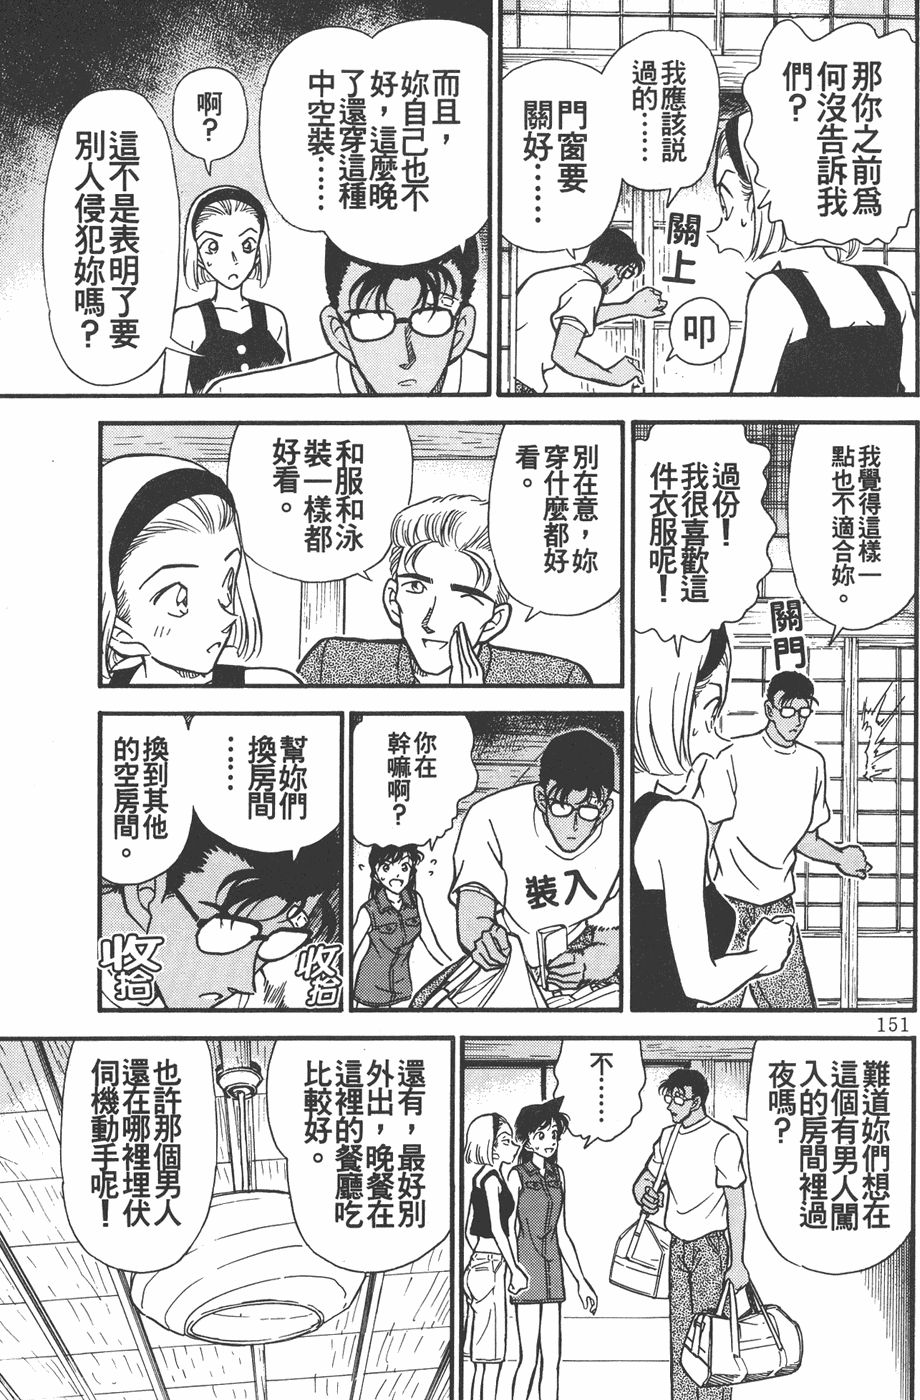 那你之前為
何沒告訴我
們？
我應該說
過的⋯⋯
門窗要
關好⋯⋯
關上
叩
而且，
妳自己也不
好，這麼晚
了還穿這種
中空裝⋯⋯
啊？
這不是表明了要
別人侵犯妳嗎？
我覺得這樣一
點也不適合妳。
過份！
我很喜歡這
件衣服呢！
關門
別在意，妳
穿什麼都好
看。
和服和泳
裝一樣都
好看。
你在
幹嘛啊？
裝入
幫妳們
換房間
⋯⋯
換到其他
的空房間。
收拾
收拾
151
難道妳們想在
這個有男人闖
入的房間裡過
夜嗎？
不⋯⋯
還有，最好別
外出，晚餐在
這裡的餐廳吃
比較好。
也許那個男人
還在哪裡埋伏
伺機動手呢！